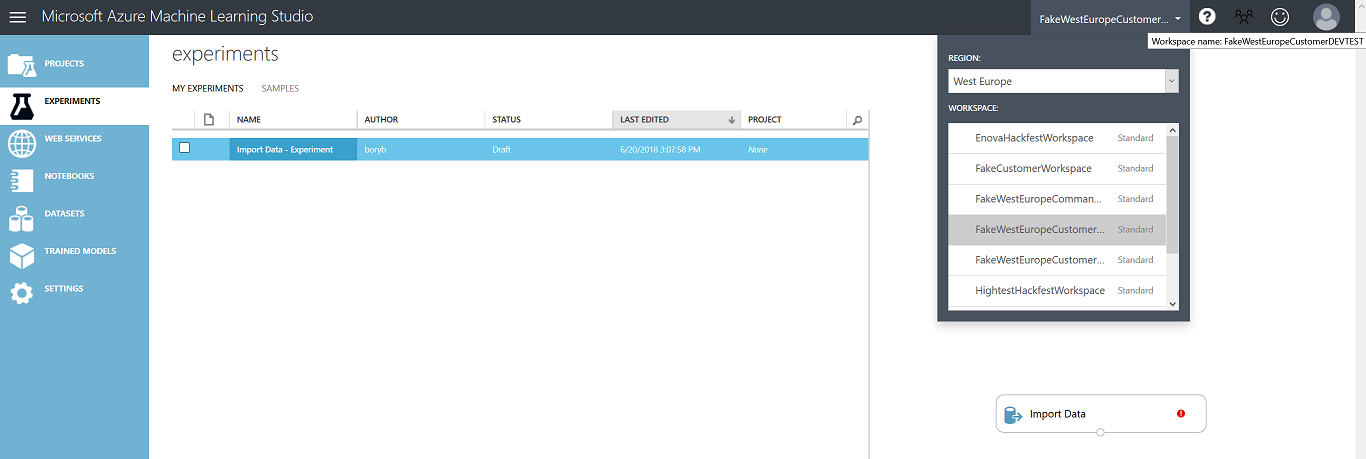 Microsoft Azure Machine Learning Studio
FakeWestEuropeCustomer...
Workspace name: FakeWestEuropeCustomerDEVTEST
PROJECTS
EXPERIMENTS
WEB SERVICES
NOTEBOOKS
DATASETS
TRAINED MODELS
SETTINGS
experiments
MY EXPERIMENTS SAMPLES
NAME AUTHOR STATUS LAST EDITED PROJECT
Import Data - Experiment boryb Draft 6/20/2018 3:07:58 PM None
REGION:
West Europe
WORKSPACE:
EnovaHackfestWorkspace Standard
FakeCustomerWorkspace Standard
FakeWestEuropeComman... Standard
FakeWestEuropeCustomer... Standard
FakeWestEuropeCustomer... Standard
HightestHackfestWorkspace Standard
Import Data